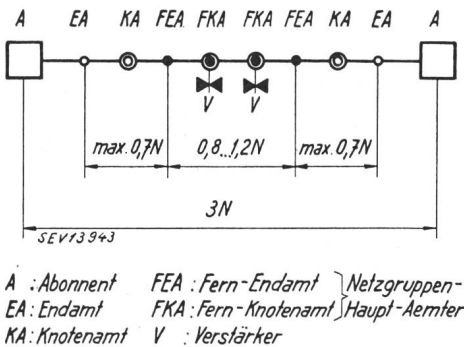 A EA KA FEA FKA FKA FEA KA EA A
V V
max. 0,7N 0,8...1,2N max. 0,7N
3N
SEV13943
A : Abonnent FEA : Fern-Endamt Netzgruppen-
EA : Endamt FKA : Fern-Knotenamt Haupt-Aemter
KA : Knotenamt V : Verstärker